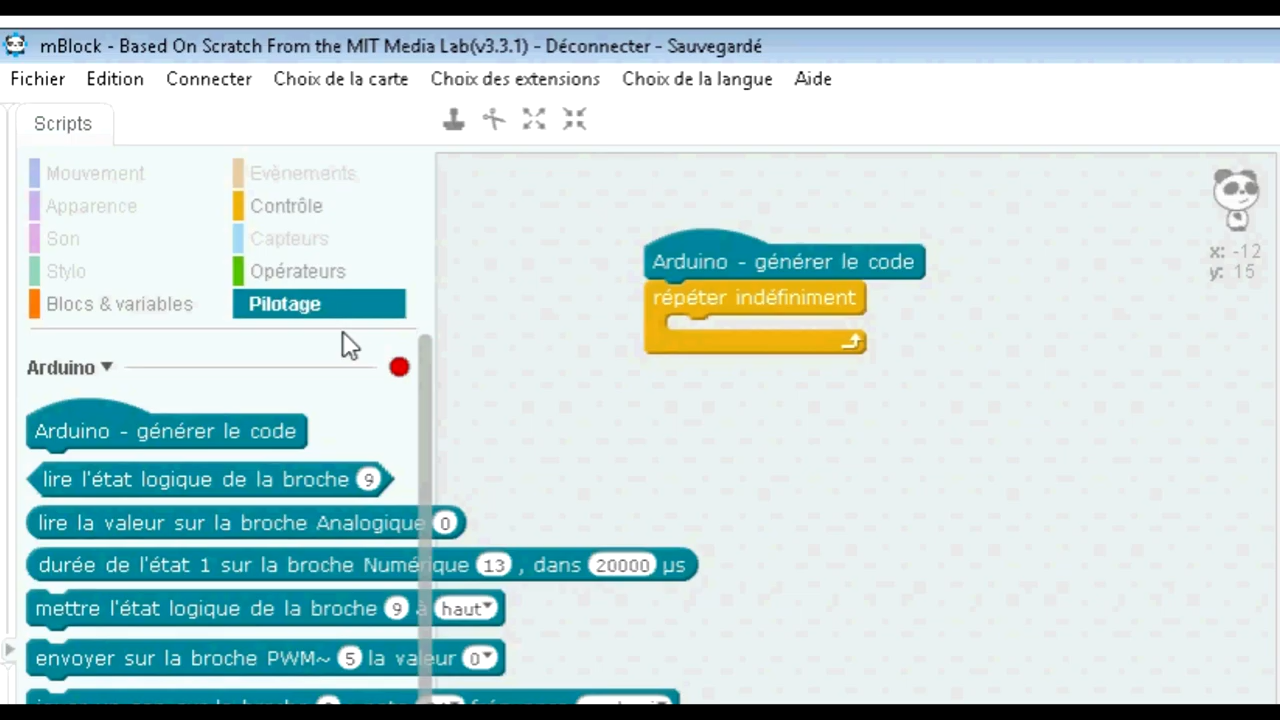 mBlock - Based On Scratch From the MIT Media Lab(v3.3.1) - Déconnecter - Sauvegardé
Fichier Edition Connecter Choix de la carte Choix des extensions Choix de la langue Aide
Scripts
Mouvement Evènements
Apparence Contrôle
Son Capteurs
Stylo Opérateurs
Blocs & variables Pilotage
Arduino
Arduino - générer le code
lire l'état logique de la broche 9
lire la valeur sur la broche Analogique 0
durée de l'état 1 sur la broche Numérique 13 , dans 20000 µs
mettre l'état logique de la broche 9 à haut
envoyer sur la broche PWM~ 5 la valeur 0
Arduino - générer le code
répéter indéfiniment
x: -12
y: 15